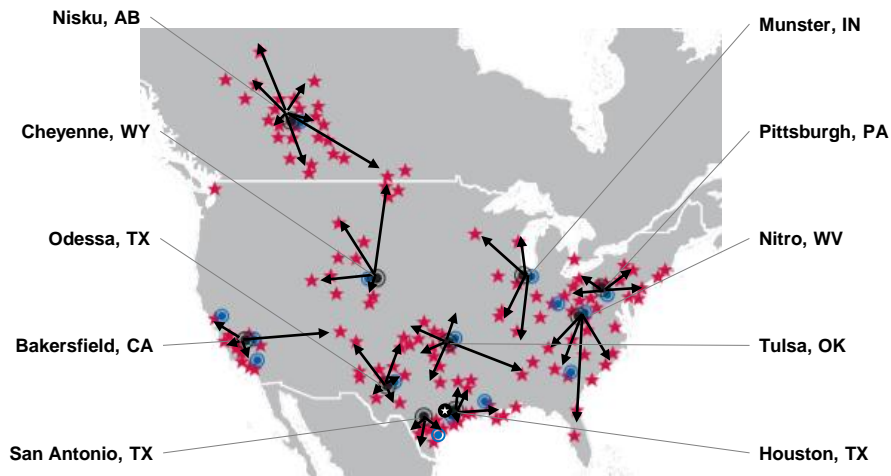 Nisku, AB
Munster, IN
Cheyenne, WY
Pittsburgh, PA
Odessa, TX
Nitro, WV
Bakersfield, CA
Tulsa, OK
San Antonio, TX
Houston, TX